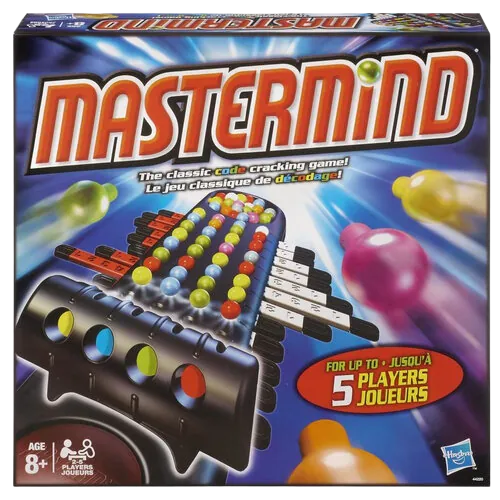 MASTERMIND
The classic code cracking game!
Le jeu classique de décodage!
FOR UP TO • JUSQU'À
5 PLAYERS
JOUEURS
AGE
8+
2-5
PLAYERS
JOUEURS
Hasbro